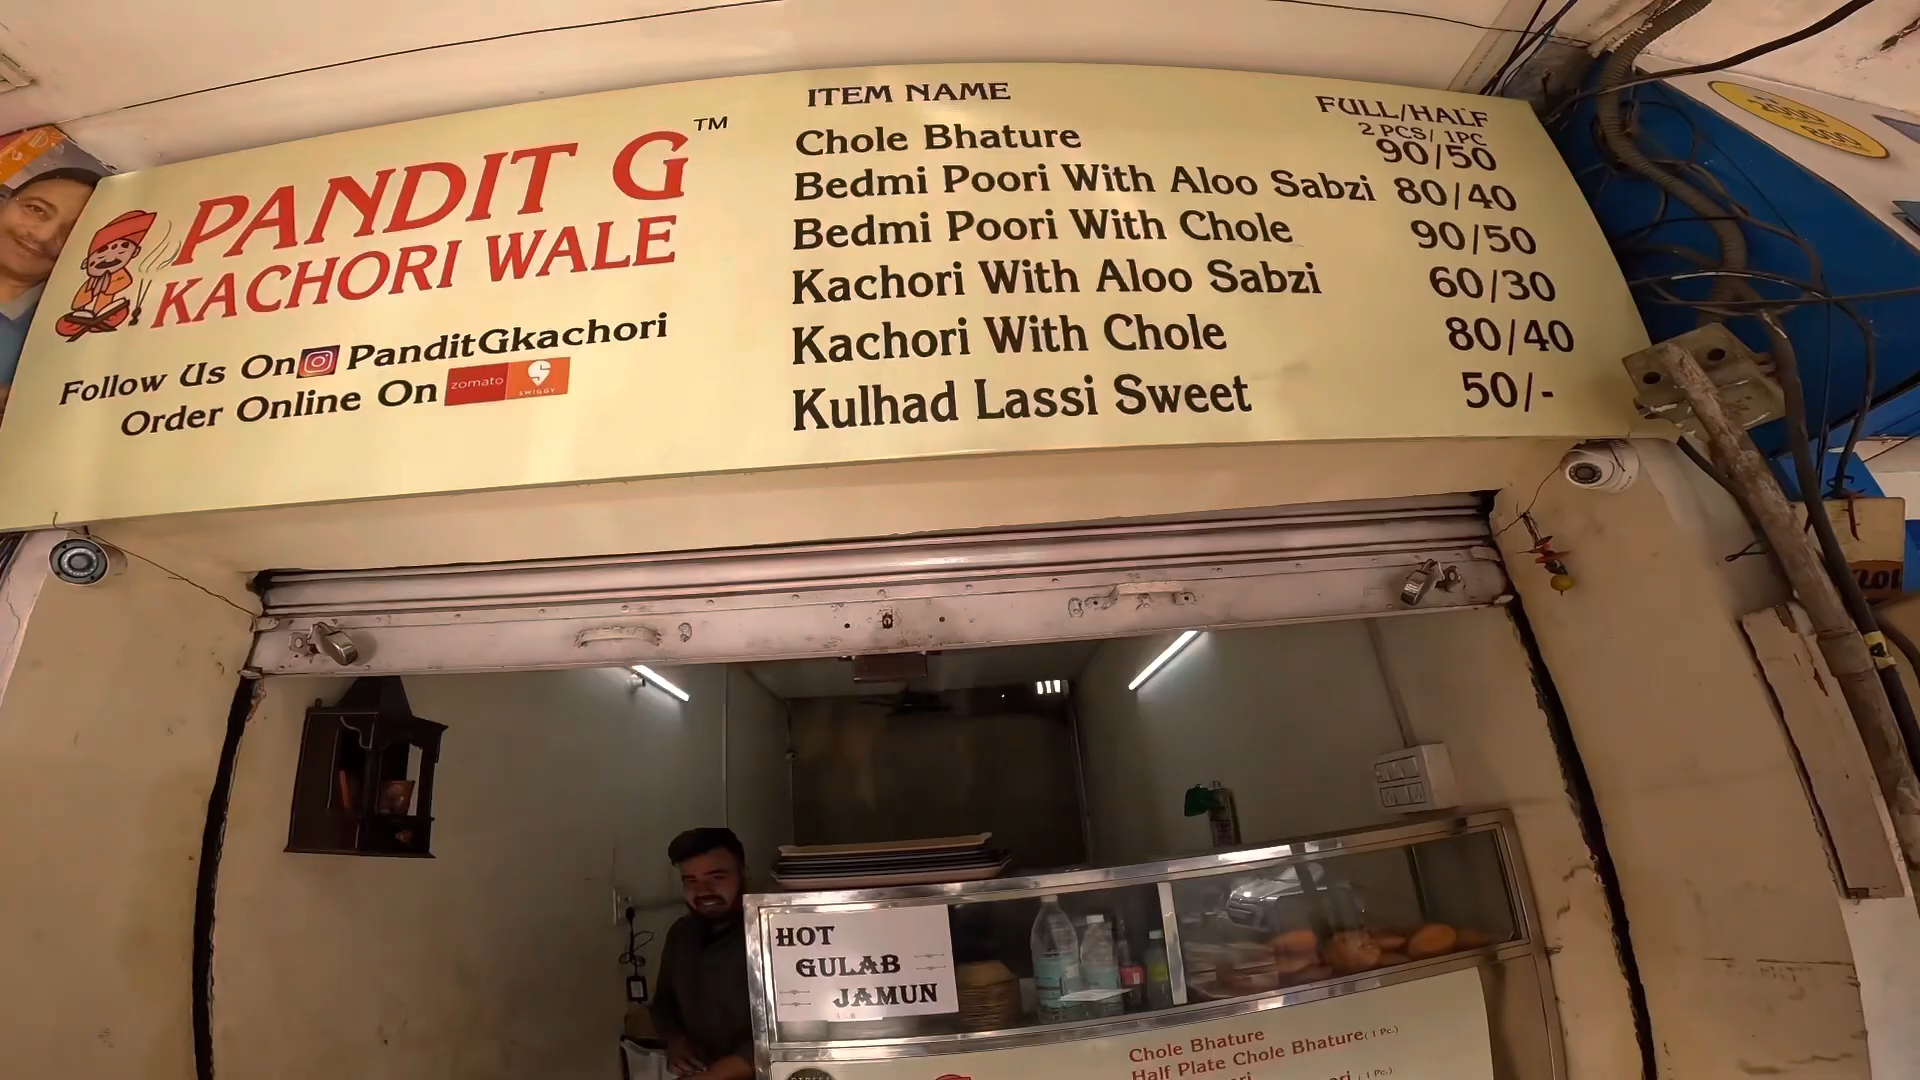 PANDIT G ™
KACHORI WALE
Follow Us On PanditGkachori
Order Online On zomato SWIGGY
ITEM NAME FULL/HALF
2 PCS/ 1PC
Chole Bhature 90/50
Bedmi Poori With Aloo Sabzi 80/40
Bedmi Poori With Chole 90/50
Kachori With Aloo Sabzi 60/30
Kachori With Chole 80/40
Kulhad Lassi Sweet 50/-
HOT
GULAB
JAMUN
Chole Bhature
Half Plate Chole Bhature( 1 Pc.)
( 1 Pc.)